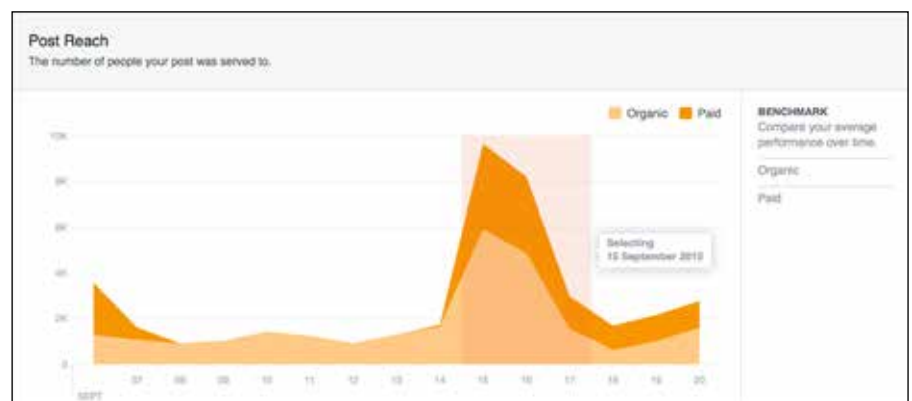 Post Reach
The number of people your post was served to.
Organic Paid
BENCHMARK
Compare your average
performance over time.
Organic
Paid
10K
8K
6K
4K
2K
0
Selecting
15 September 2013
07 08 09 10 11 12 13 14 15 16 17 18 19 20
SEPT